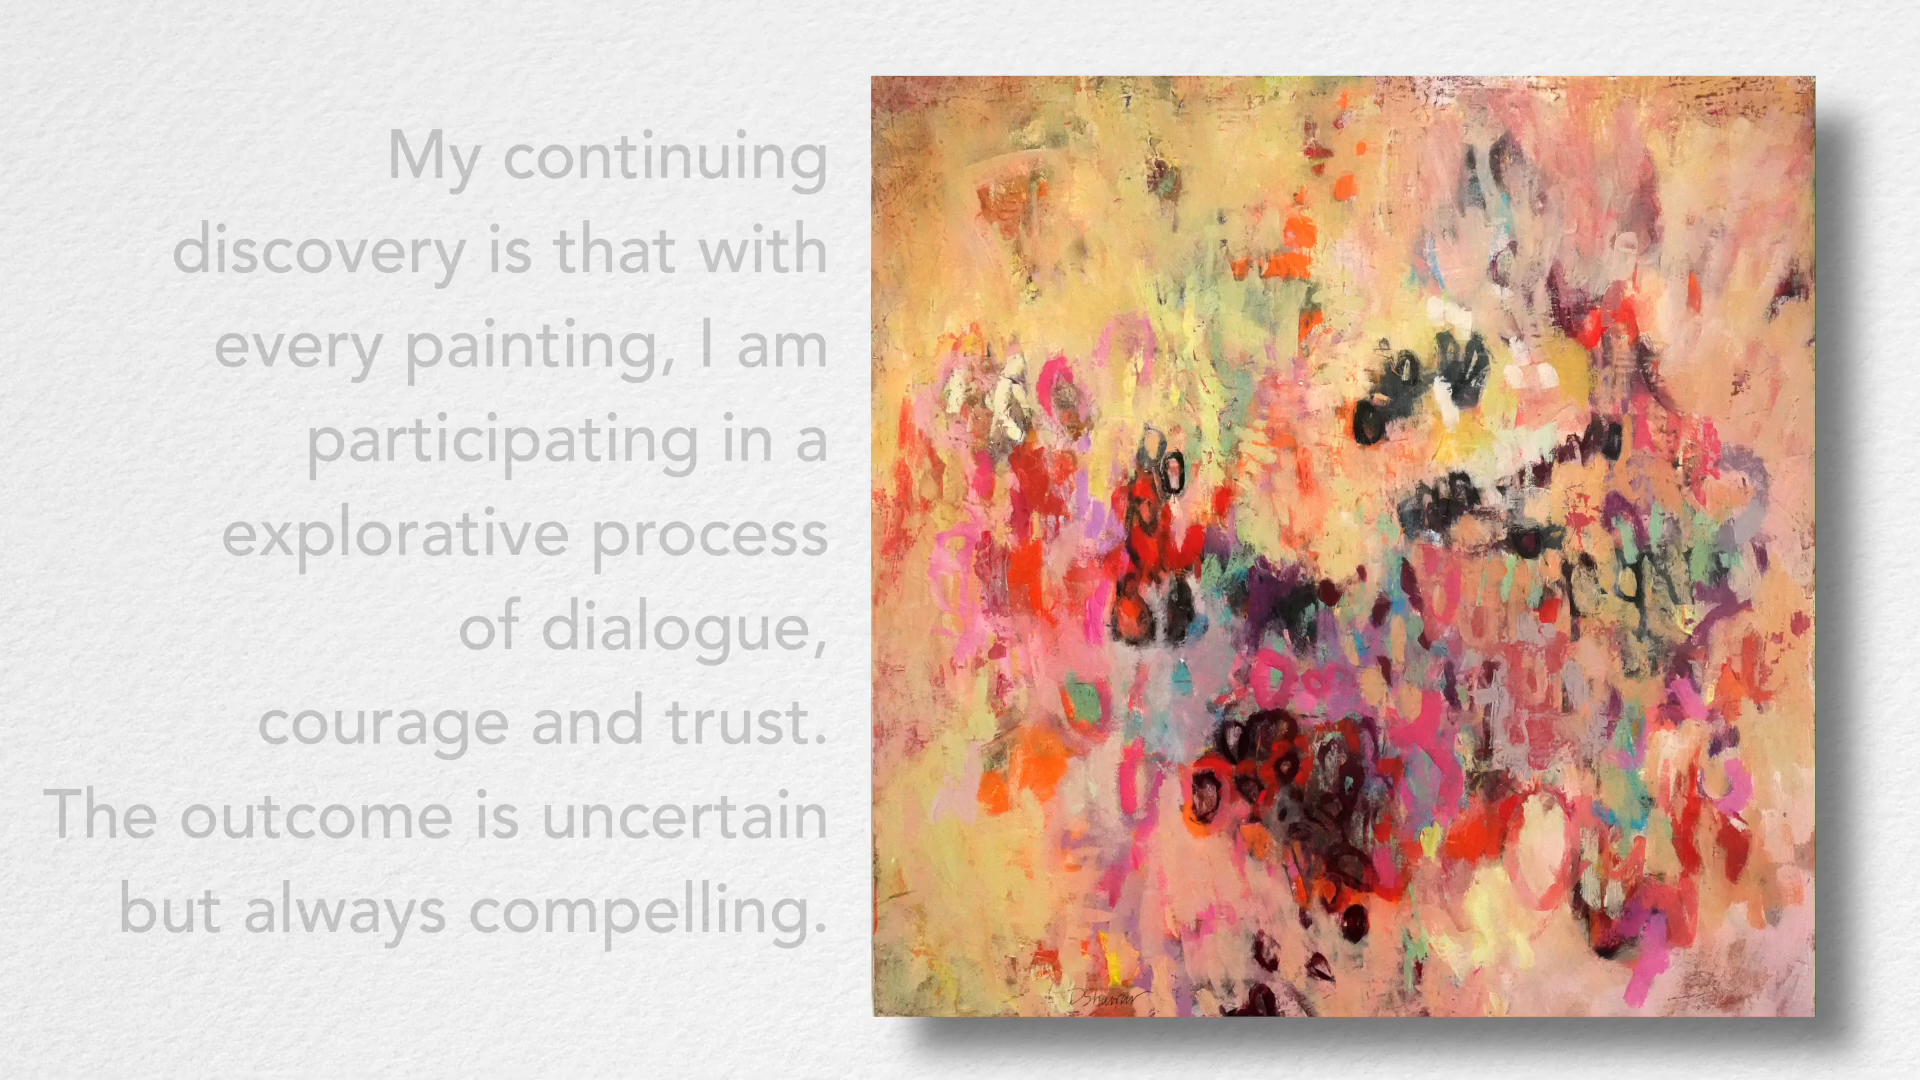 My continuing
discovery is that with
every painting, I am
participating in a
explorative process
of dialogue,
courage and trust.
The outcome is uncertain
but always compelling.